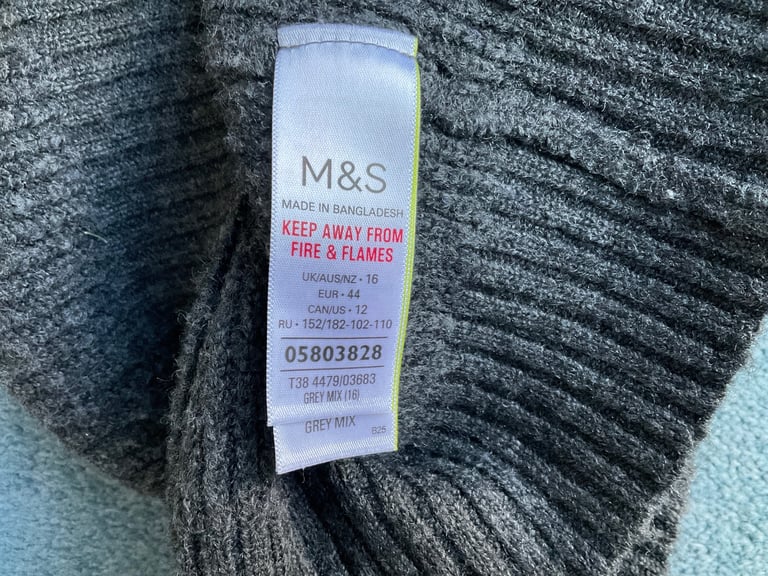 M&S
MADE IN BANGLADESH
KEEP AWAY FROM
FIRE & FLAMES
UK/AUS/NZ • 16
EUR • 44
CAN/US • 12
RU • 152/182-102-110
05803828
T38 4479/03683
GREY MIX (16)
GREY MIX B25